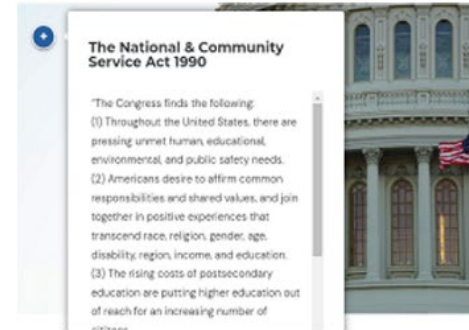 The National & Community
Service Act 1990
"The Congress finds the following:
(1) Throughout the United States, there are
pressing unmet human, educational,
environmental, and public safety needs.
(2) Americans desire to affirm common
responsibilities and shared values, and join
together in positive experiences that
transcend race, religion, gender, age,
disability, region, income, and education.
(3) The rising costs of postsecondary
education are putting higher education out
of reach for an increasing number of